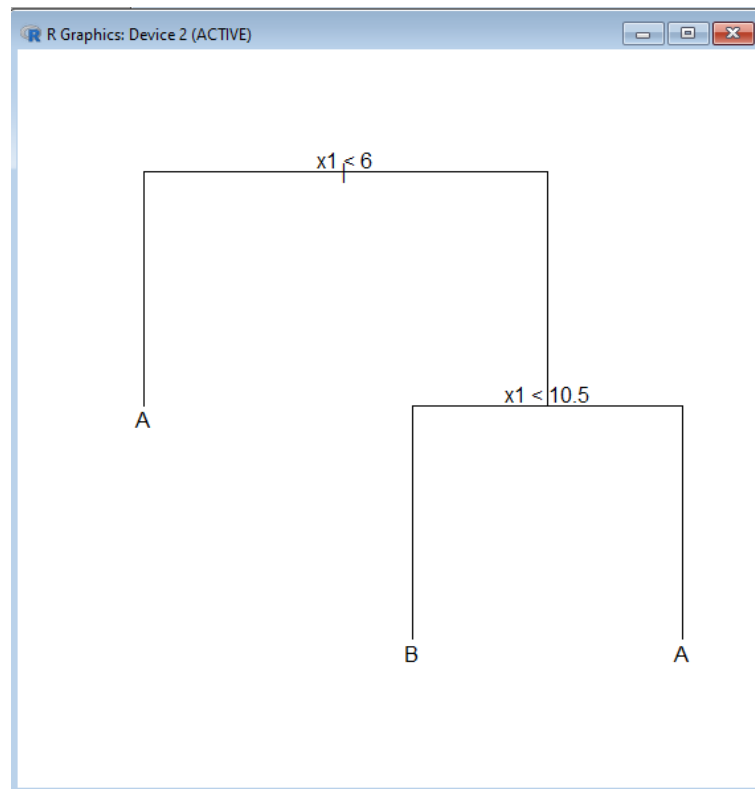 R R Graphics: Device 2 (ACTIVE)
x1 < 6
A
x1 < 10.5
B
A